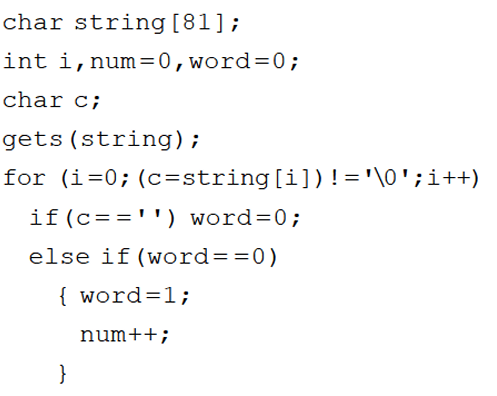 char string[81];
int i,num=0,word=0;
char c;
gets(string);
for (i=0;(c=string[i])!='\0';i++)
if(c=='') word=0;
else if(word==0)
{ word=1;
num++;
}